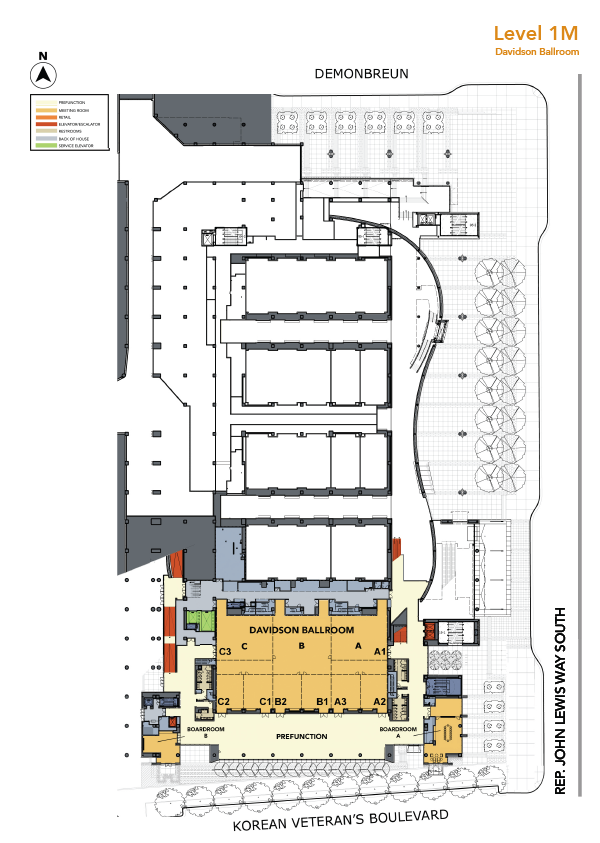 Level 1M
Davidson Ballroom
N
DEMONBREUN
PREFUNCTION
MEETING ROOM
RETAIL
ELEVATOR/ESCALATOR
RESTROOMS
BACK OF HOUSE
SERVICE ELEVATOR
DAVIDSON BALLROOM
C B A
C3 A1
C2 C1 B2 B1 A3 A2
BOARDROOM
B
PREFUNCTION
BOARDROOM
A
REP. JOHN LEWIS WAY SOUTH
KOREAN VETERAN'S BOULEVARD